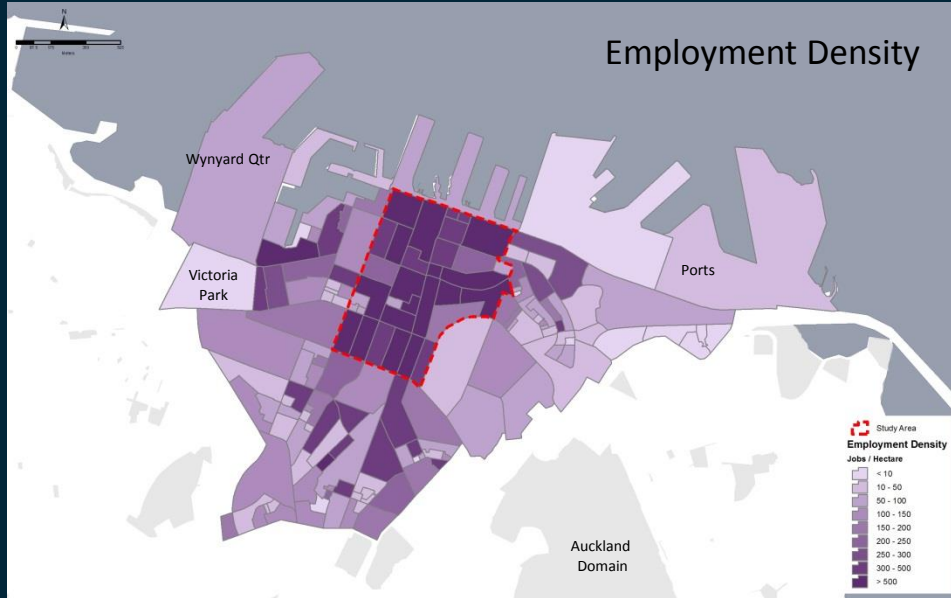 N
Employment Density
Wynyard Qtr
Victoria
Park
Ports
Auckland
Domain
Study Area
Employment Density
Jobs / Hectare
< 10
10 - 50
50 - 100
100 - 150
150 - 200
200 - 250
250 - 300
300 - 500
> 500